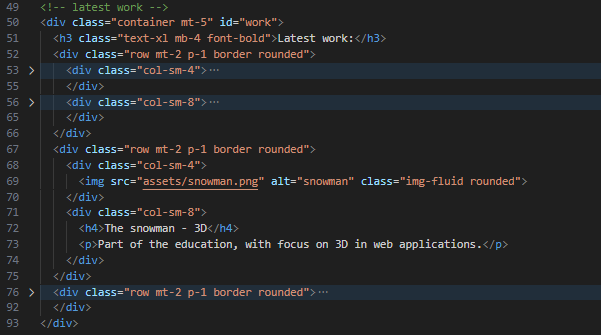 49 <!-- latest work -->
50 <div class="container mt-5" id="work">
51 <h3 class="text-xl mb-4 font-bold">Latest work:</h3>
52 <div class="row mt-2 p-1 border rounded">
53 > <div class="col-sm-4">···
55 </div>
56 > <div class="col-sm-8">···
65 </div>
66 </div>
67 <div class="row mt-2 p-1 border rounded">
68 <div class="col-sm-4">
69 <img src="assets/snowman.png" alt="snowman" class="img-fluid rounded">
70 </div>
71 <div class="col-sm-8">
72 <h4>The snowman - 3D</h4>
73 <p>Part of the education, with focus on 3D in web applications.</p>
74 </div>
75 </div>
76 > <div class="row mt-2 p-1 border rounded">···
92 </div>
93 </div>